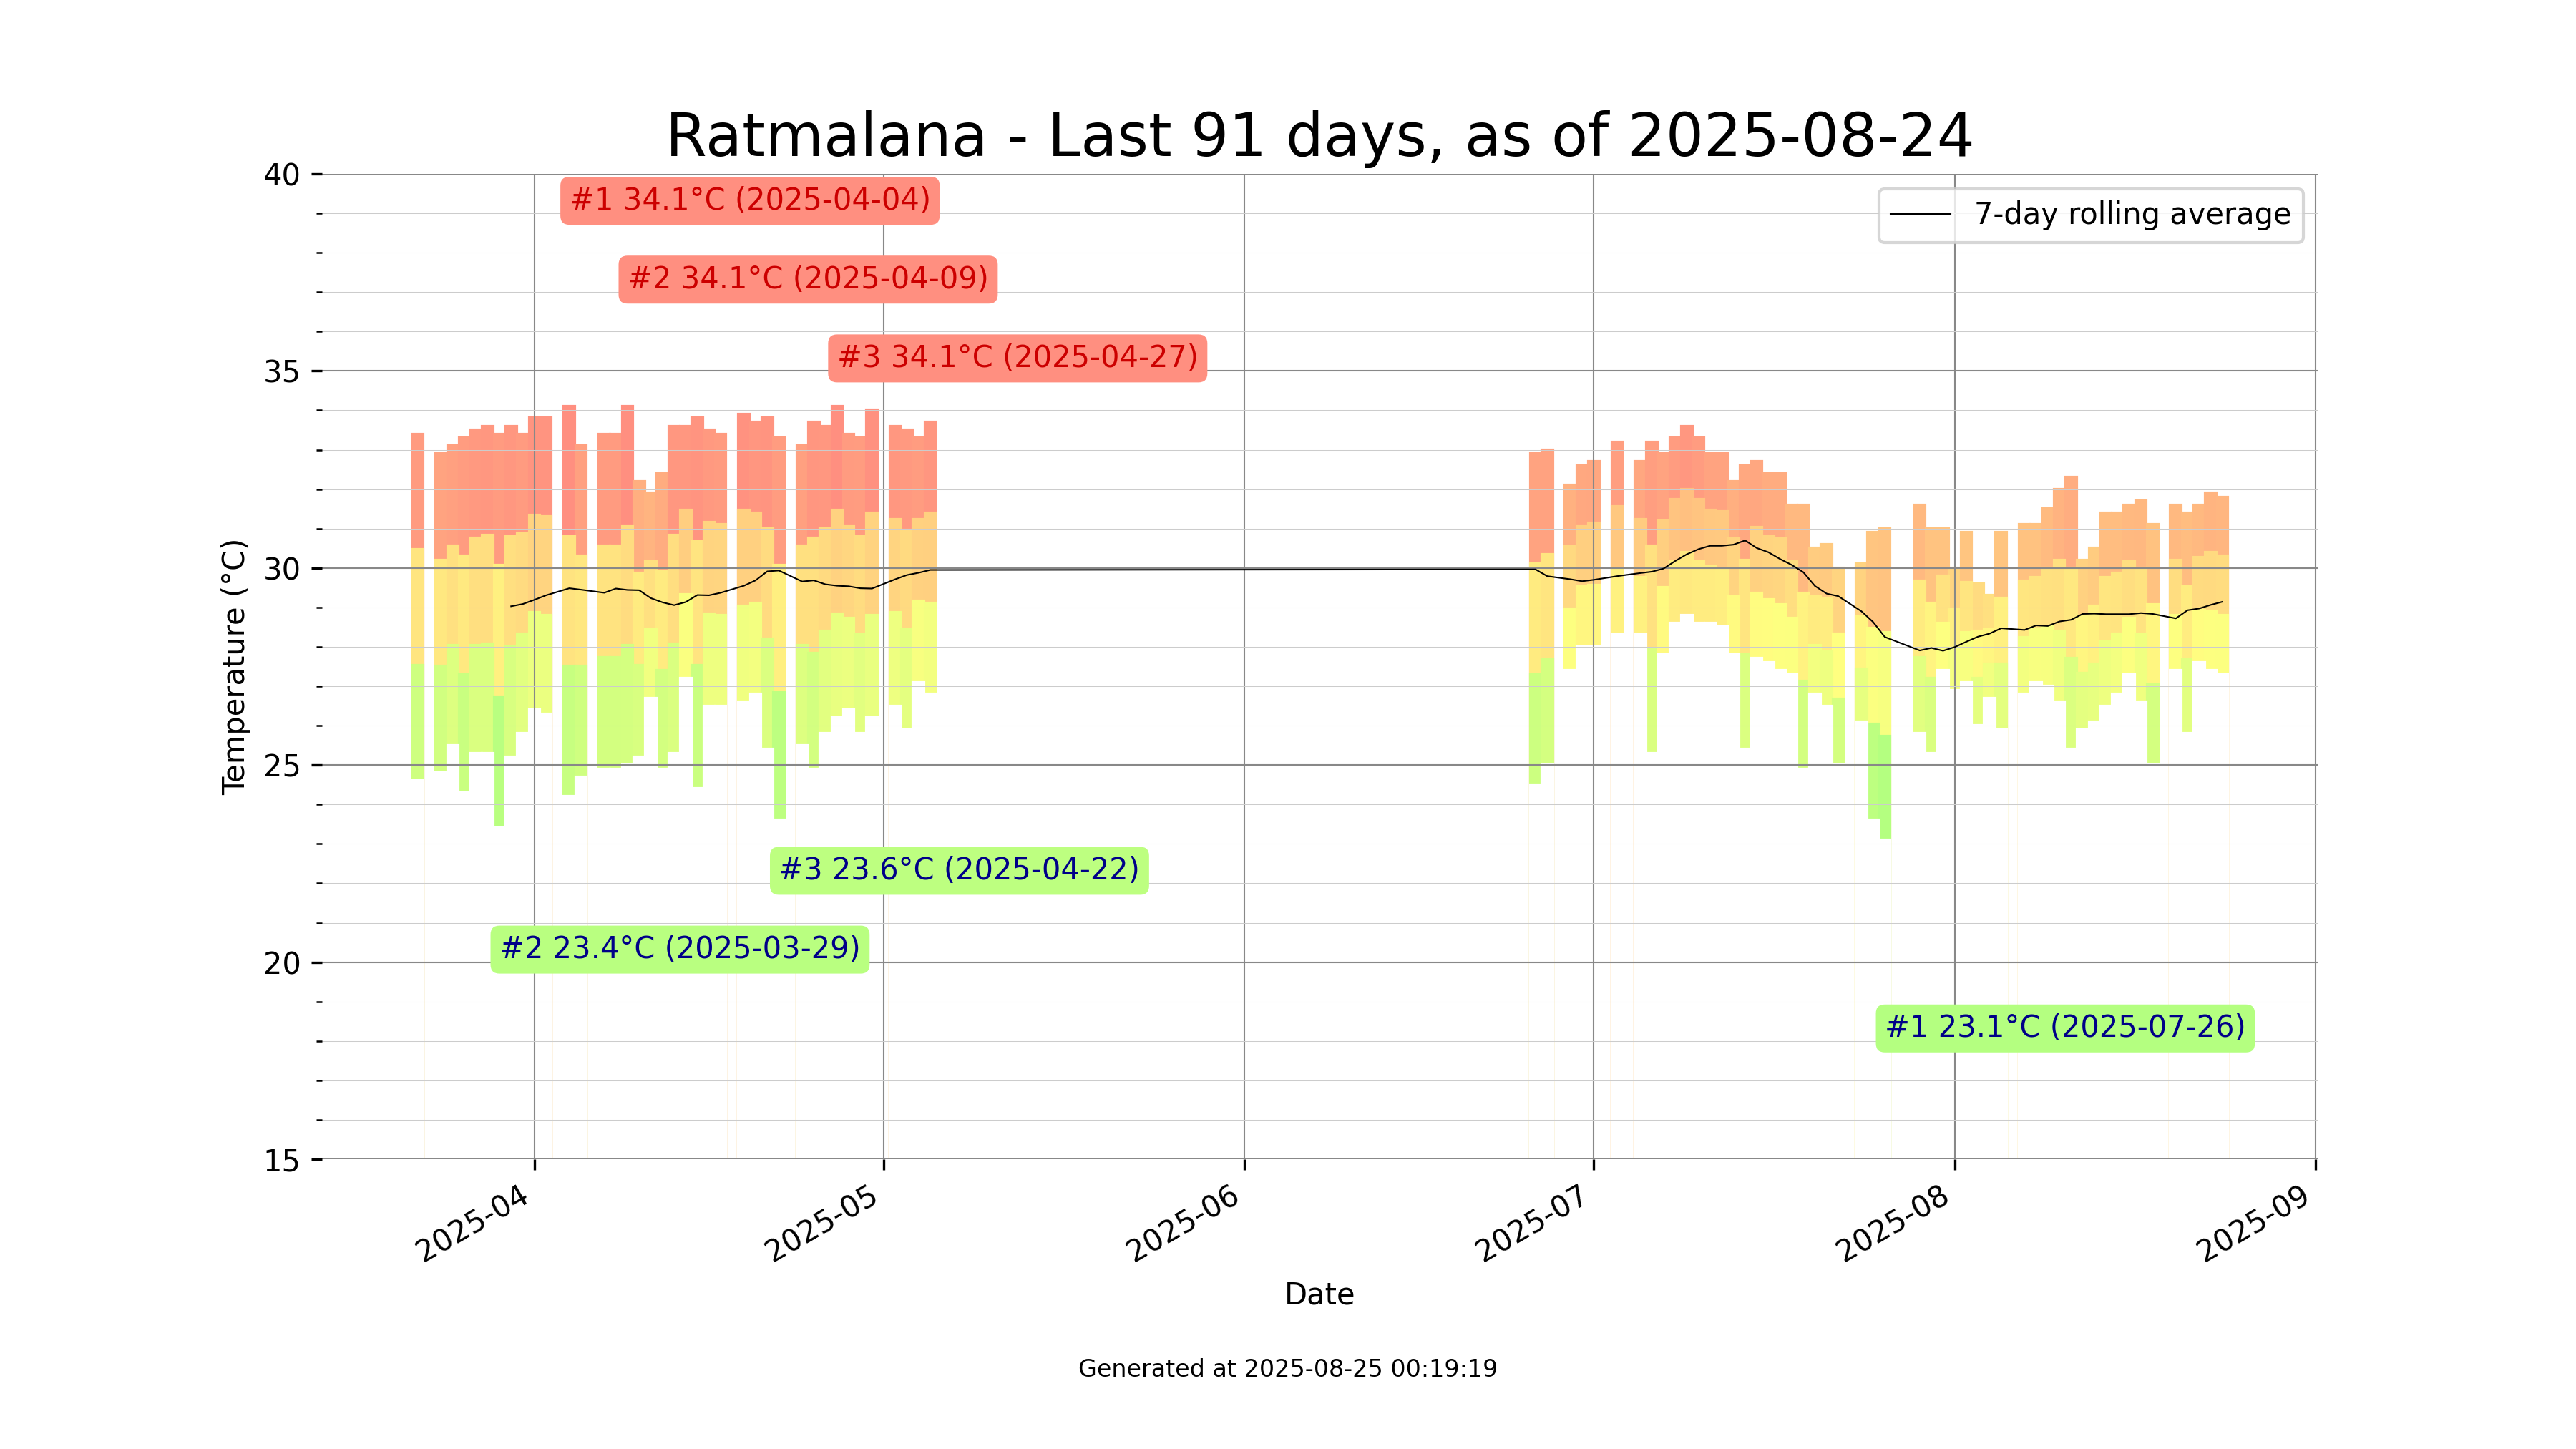 Ratmalana - Last 91 days, as of 2025-08-24
40
#1 34.1°C (2025-04-04)
7-day rolling average
#2 34.1°C (2025-04-09)
#3 34.1°C (2025-04-27)
35
30
Temperature (°C)
25
#3 23.6°C (2025-04-22)
#2 23.4°C (2025-03-29)
20
#1 23.1°C (2025-07-26)
15
2025-04
2025-05
2025-06
2025-07
2025-08
2025-09
Date
Generated at 2025-08-25 00:19:19